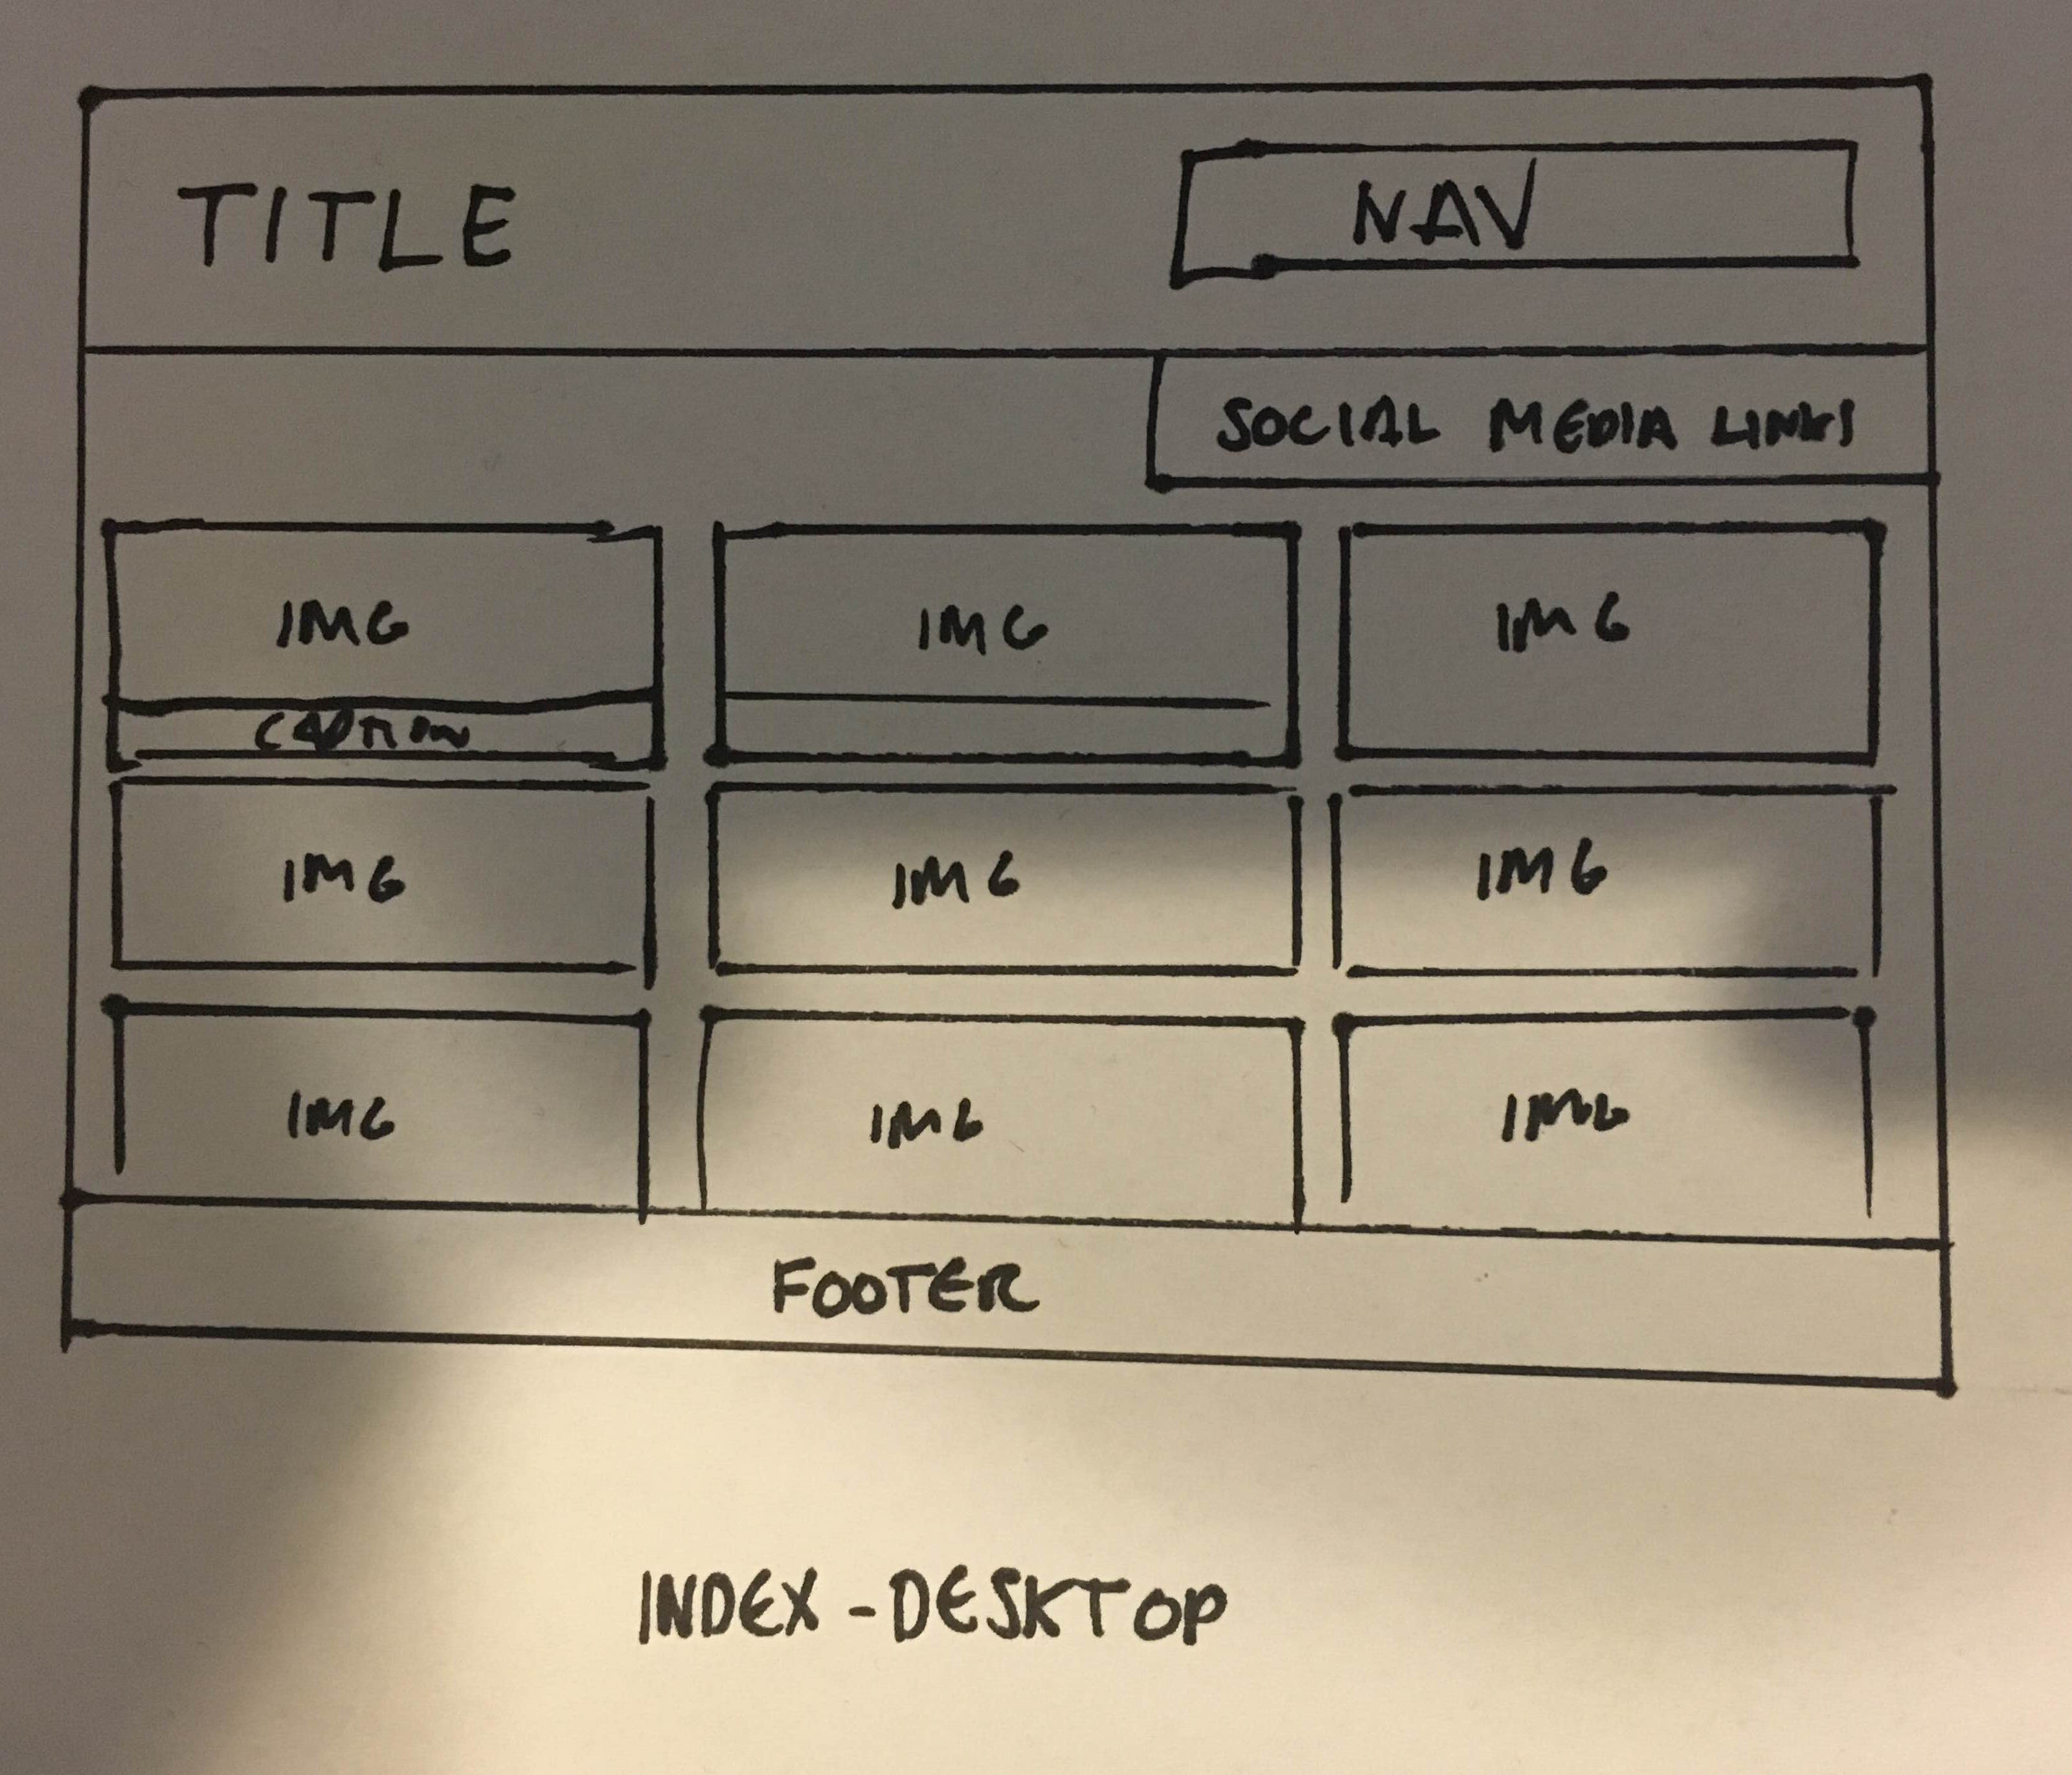 TITLE NAV
SOCIAL MEDIA LINKS
IMG IMG IMG
CAPTION
IMG IMG IMG
IMG IMG IMG
FOOTER
INDEX - DESKTOP